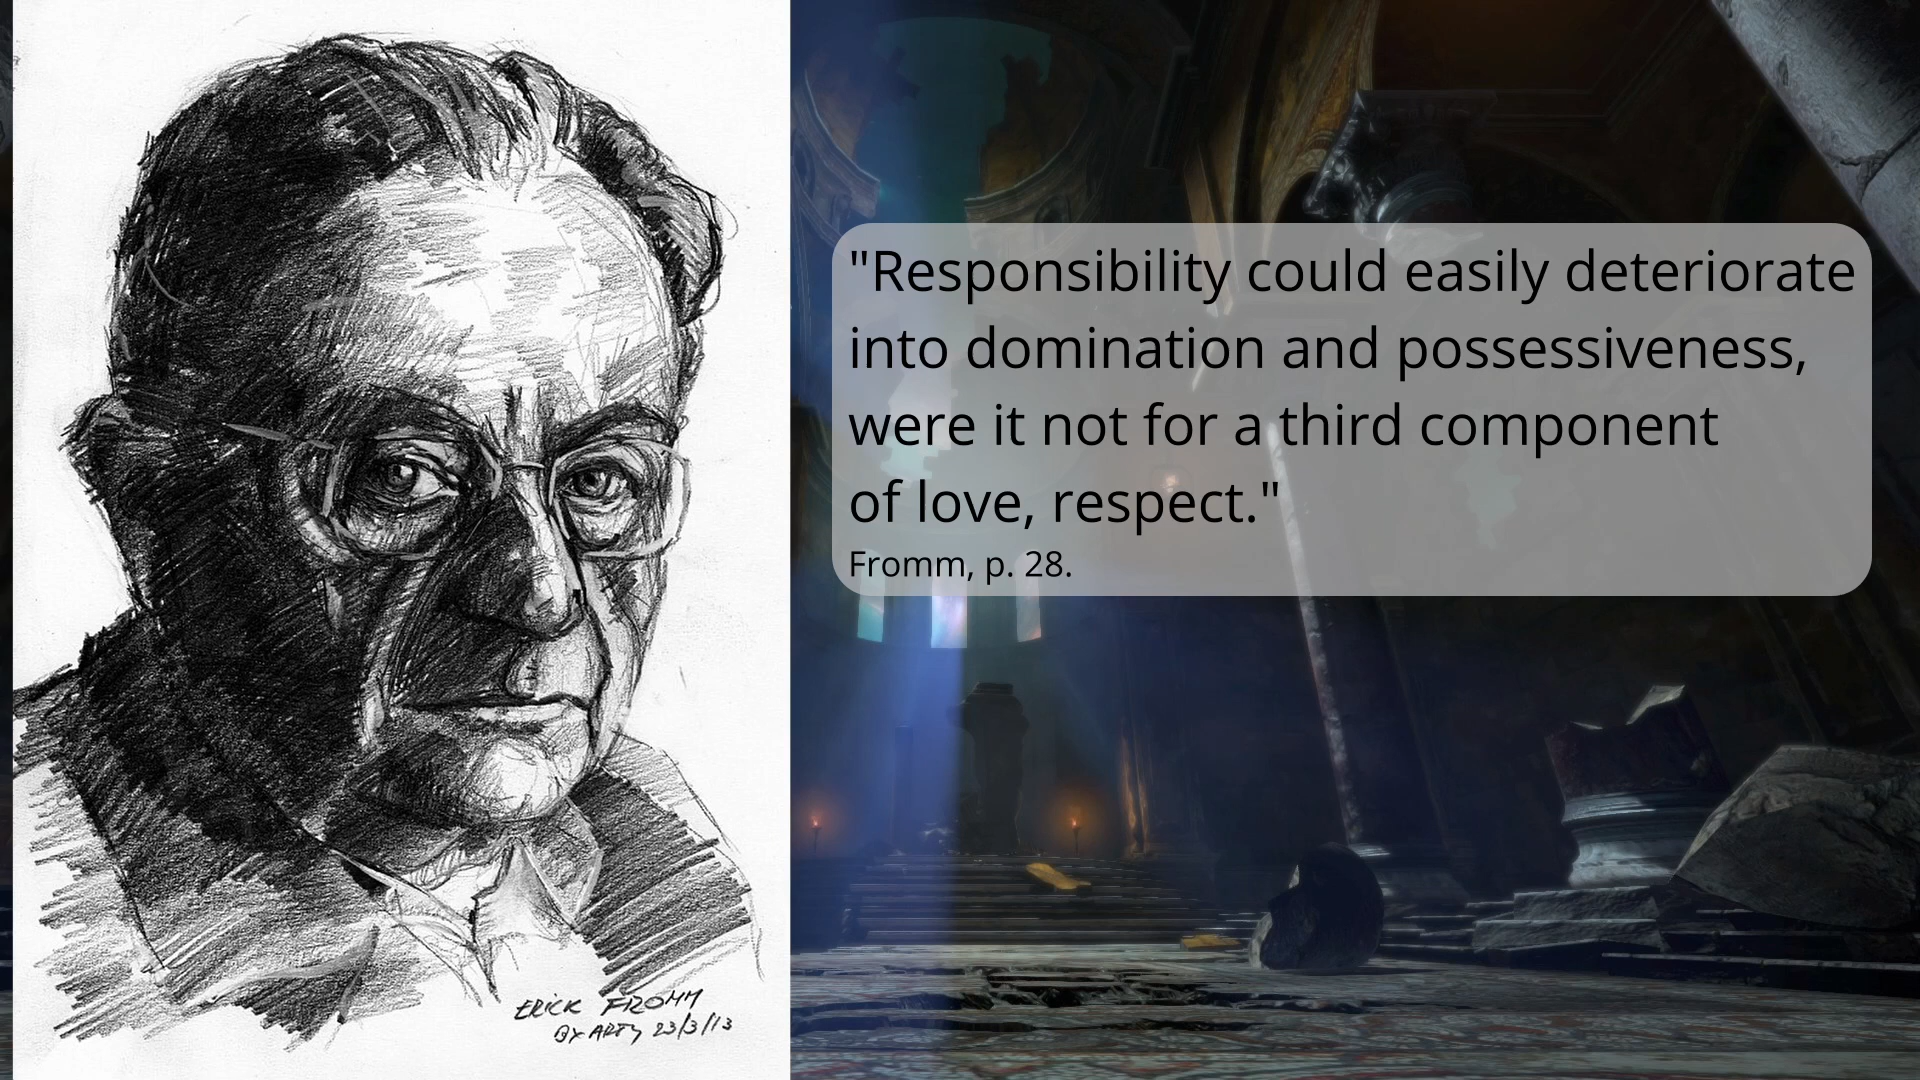 "Responsibility could easily deteriorate
into domination and possessiveness,
were it not for a third component
of love, respect."
Fromm, p. 28.
ERICK FROMM
BY ARTY 23/3/13